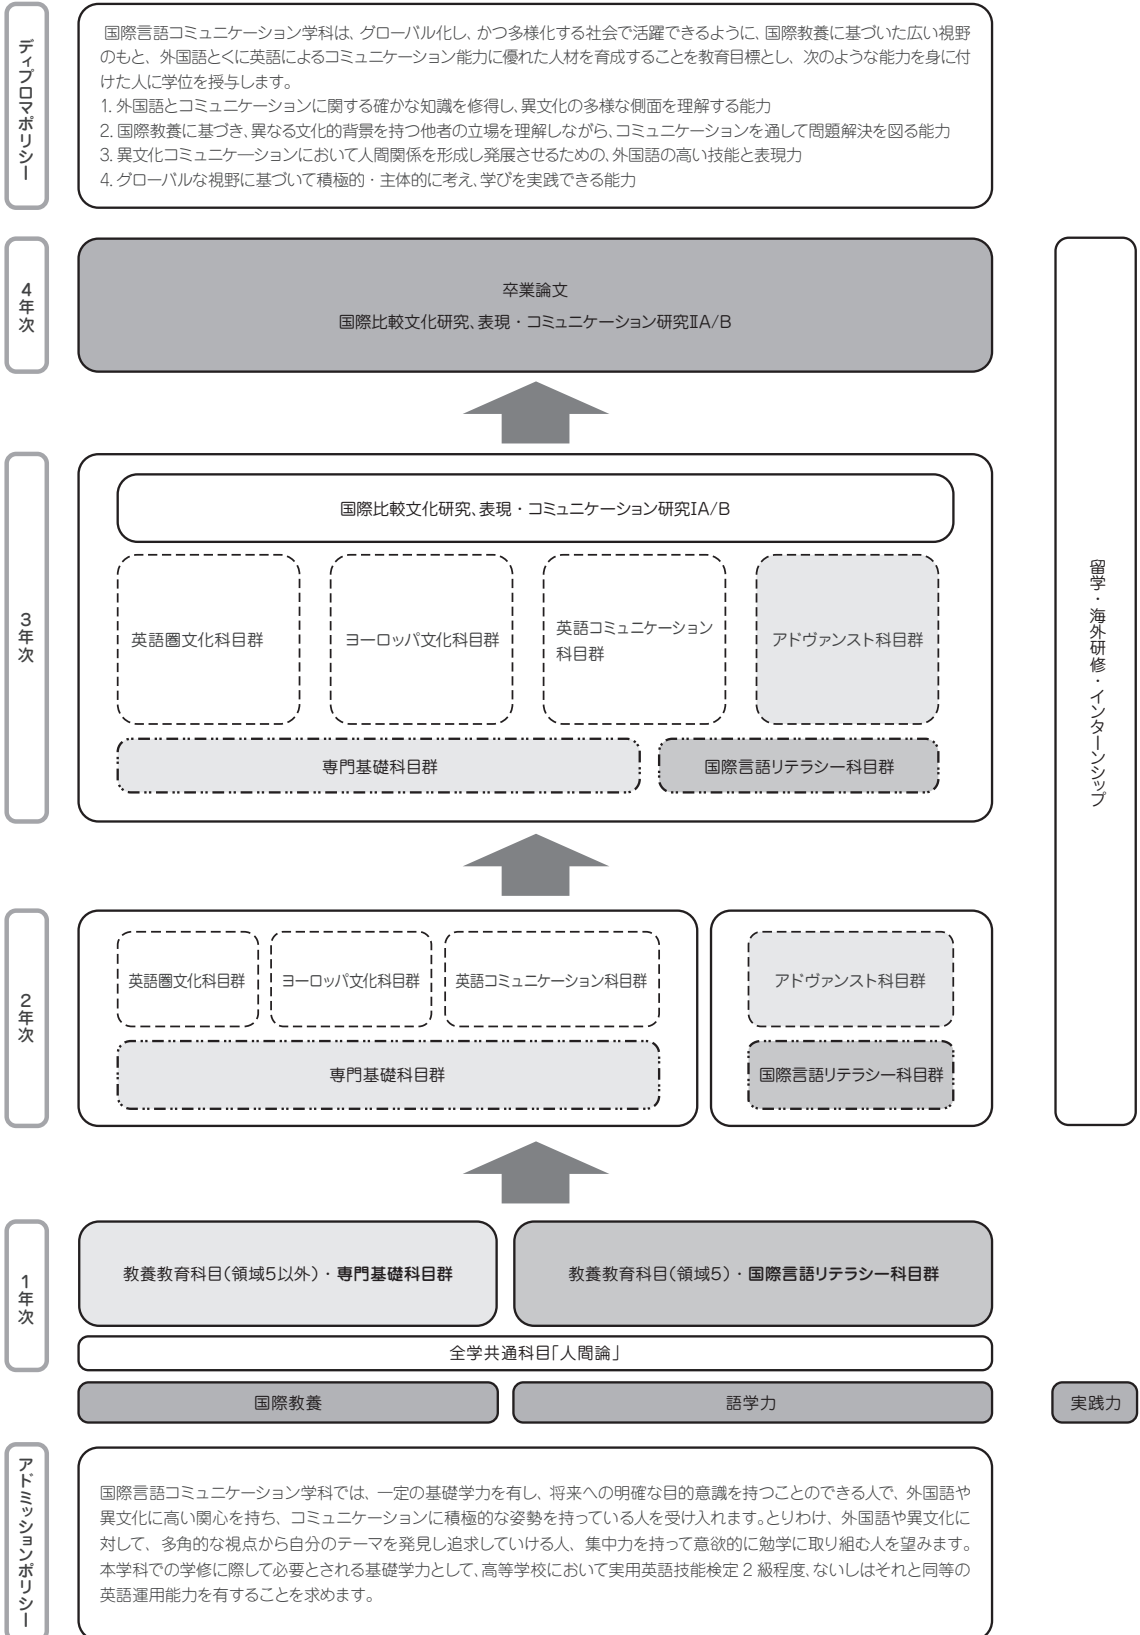 ディプロマポリシー
国際言語コミュニケーション学科は、グローバル化し、かつ多様化する社会で活躍できるように、国際教養に基づいた広い視野
のもと、外国語とくに英語によるコミュニケーション能力に優れた人材を育成することを教育目標とし、次のような能力を身に付
けた人に学位を授与します。
1. 外国語とコミュニケーションに関する確かな知識を修得し、異文化の多様な側面を理解する能力
2. 国際教養に基づき、異なる文化的背景を持つ他者の立場を理解しながら、コミュニケーションを通して問題解決を図る能力
3. 異文化コミュニケーションにおいて人間関係を形成し発展させるための、外国語の高い技能と表現力
4. グローバルな視野に基づいて積極的・主体的に考え、学びを実践できる能力
4年次
卒業論文
国際比較文化研究、表現・コミュニケーション研究ⅡA/B
留学・海外研修・インターンシップ
3年次
国際比較文化研究、表現・コミュニケーション研究ⅠA/B
英語圏文化科目群
ヨーロッパ文化科目群
英語コミュニケーション
科目群
アドヴァンスト科目群
専門基礎科目群
国際言語リテラシー科目群
2年次
英語圏文化科目群
ヨーロッパ文化科目群
英語コミュニケーション科目群
アドヴァンスト科目群
専門基礎科目群
国際言語リテラシー科目群
1年次
教養教育科目(領域5以外)・専門基礎科目群
教養教育科目(領域5)・国際言語リテラシー科目群
全学共通科目「人間論」
国際教養
語学力
実践力
アドミッションポリシー
国際言語コミュニケーション学科では、一定の基礎学力を有し、将来への明確な目的意識を持つことのできる人で、外国語や
異文化に高い関心を持ち、コミュニケーションに積極的な姿勢を持っている人を受け入れます。とりわけ、外国語や異文化に
対して、多角的な視点から自分のテーマを発見し追求していける人、集中力を持って意欲的に勉学に取り組む人を望みます。
本学科での学修に際して必要とされる基礎学力として、高等学校において実用英語技能検定 2 級程度、ないしはそれと同等の
英語運用能力を有することを求めます。